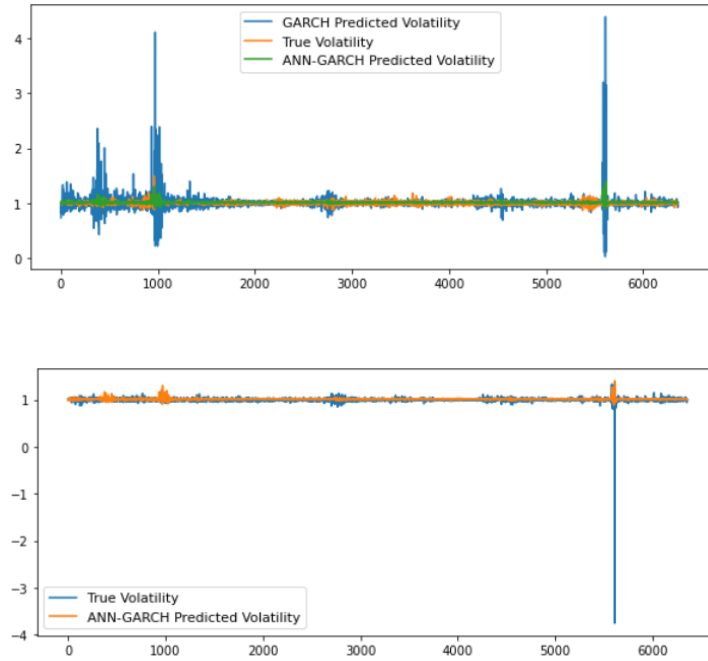 GARCH Predicted Volatility
True Volatility
ANN-GARCH Predicted Volatility
4
3
2
1
0
0 1000 2000 3000 4000 5000 6000
1
0
−1
−2
−3
−4
True Volatility
ANN-GARCH Predicted Volatility
0 1000 2000 3000 4000 5000 6000